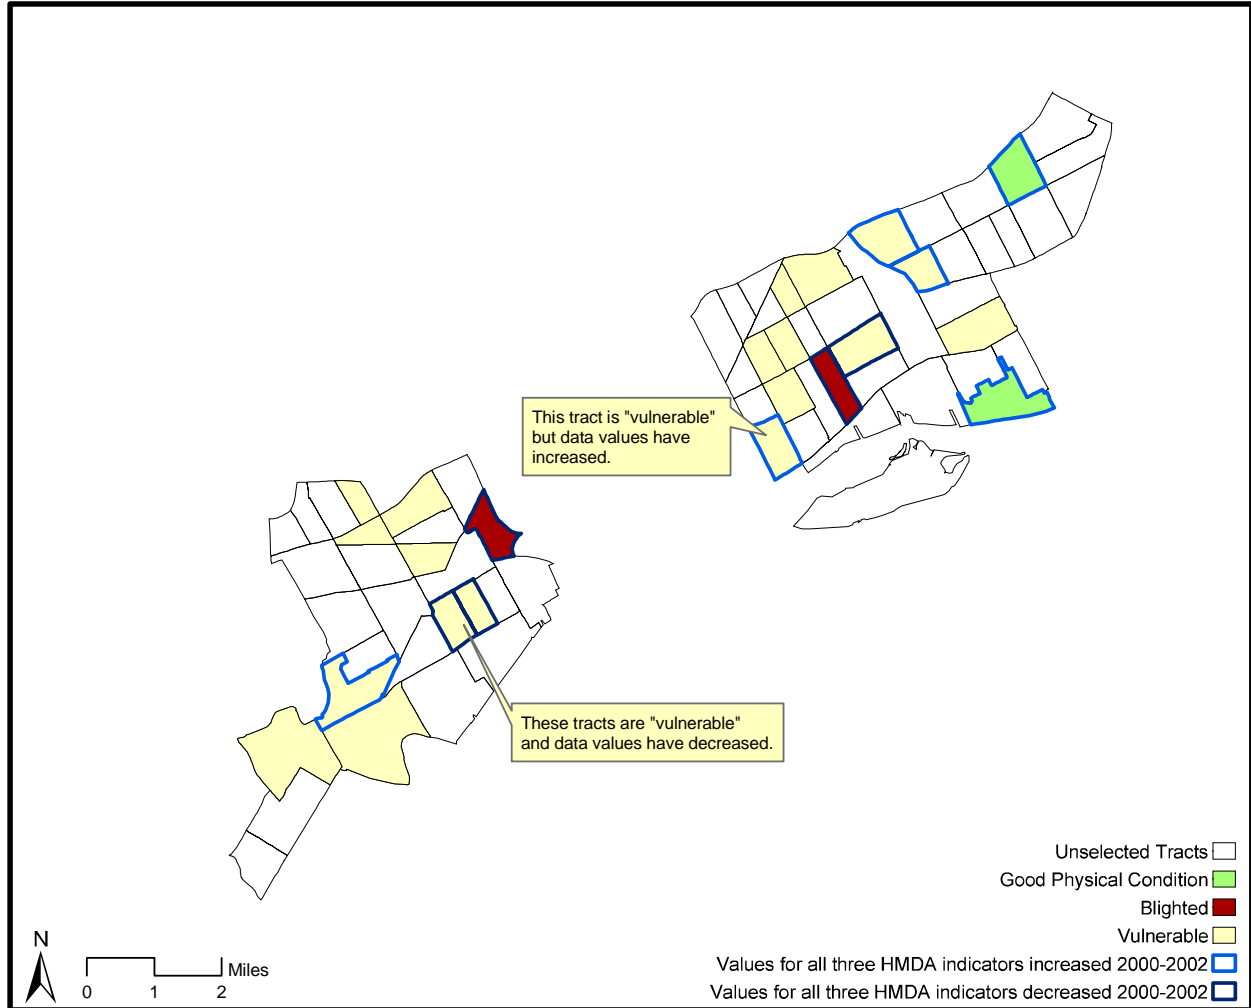 This tract is "vulnerable"
but data values have
increased.
These tracts are "vulnerable"
and data values have decreased.
Unselected Tracts
Good Physical Condition
Blighted
Vulnerable
Values for all three HMDA indicators increased 2000-2002
Values for all three HMDA indicators decreased 2000-2002
N
Miles
0 1 2